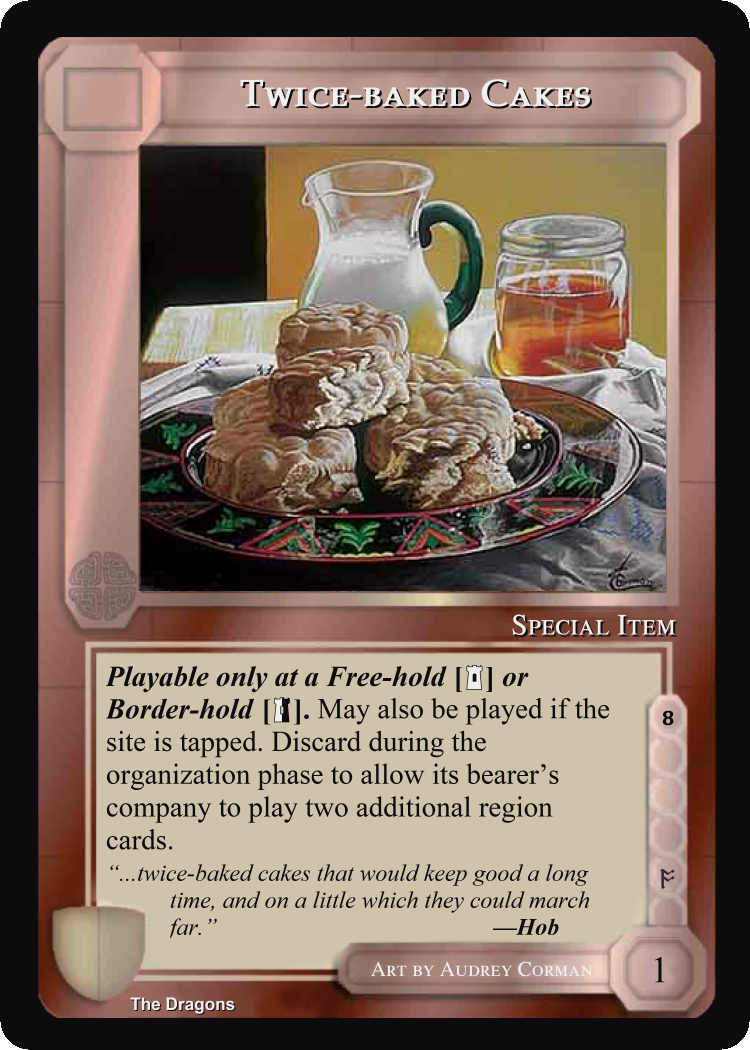 Twice-baked Cakes
Corman
Special Item
Playable only at a Free-hold [] or
Border-hold []. May also be played if the
site is tapped. Discard during the
organization phase to allow its bearer’s
company to play two additional region
cards.
“...twice-baked cakes that would keep good a long
time, and on a little which they could march
far.” —Hob
8
Art by Audrey Corman
1
The Dragons